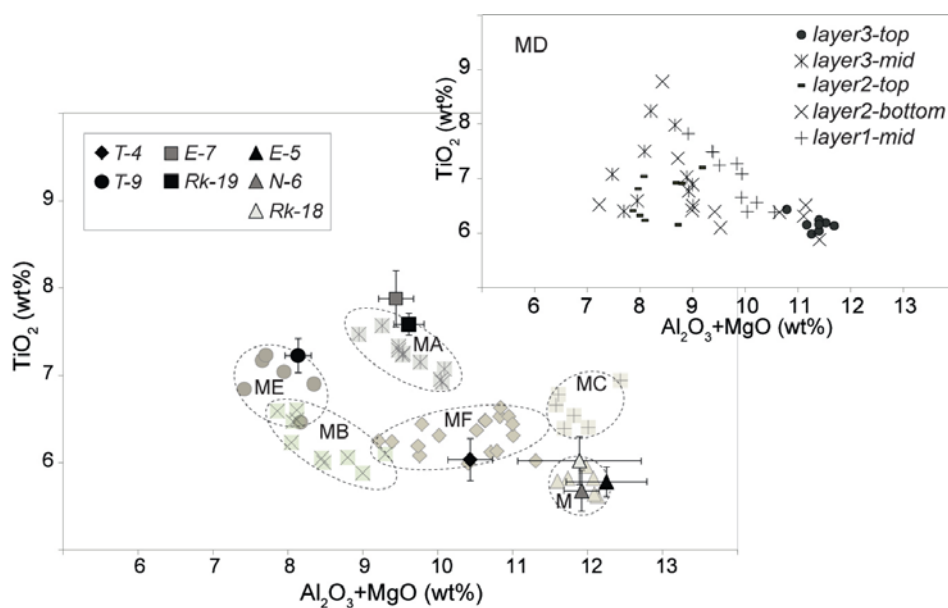 MD
layer3-top
layer3-mid
layer2-top
layer2-bottom
layer1-mid
TiO₂ (wt%)
9
8
7
6
6 7 8 9 10 11 12 13
Al₂O₃+MgO (wt%)
T-4 E-7 E-5
T-9 Rk-19 N-6
Rk-18
TiO₂ (wt%)
9
8
7
6
MA
ME
MC
MF
MB
M
6 7 8 9 10 11 12 13
Al₂O₃+MgO (wt%)